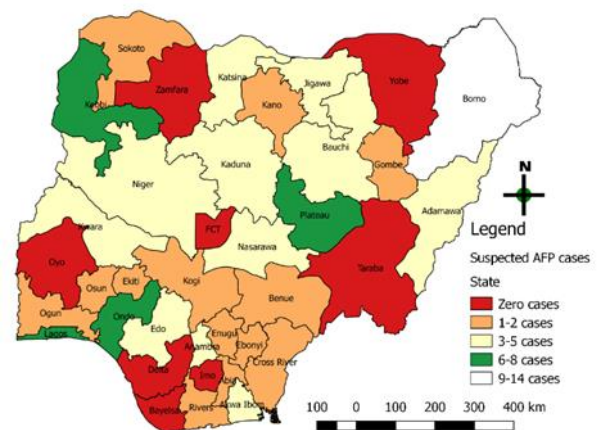 Sokoto
Katsina
Jigawa
Yobe
Borno
Zamfara
Kebbi
Kano
Bauchi
Gombe
Kaduna
Niger
Plateau
Adamawa
FCT
Kwara
Nasarawa
Taraba
Oyo
Kogi
Benue
Osun
Ekiti
Ogun
Lagos
Ondo
Edo
Enugu
Ebonyi
Anambra
Cross River
Delta
Imo
Abia
Bayelsa
Rivers
Akwa Ibom
N
Legend
Suspected AFP cases
State
Zero cases
1-2 cases
3-5 cases
6-8 cases
9-14 cases
100 0 100 200 300 400 km